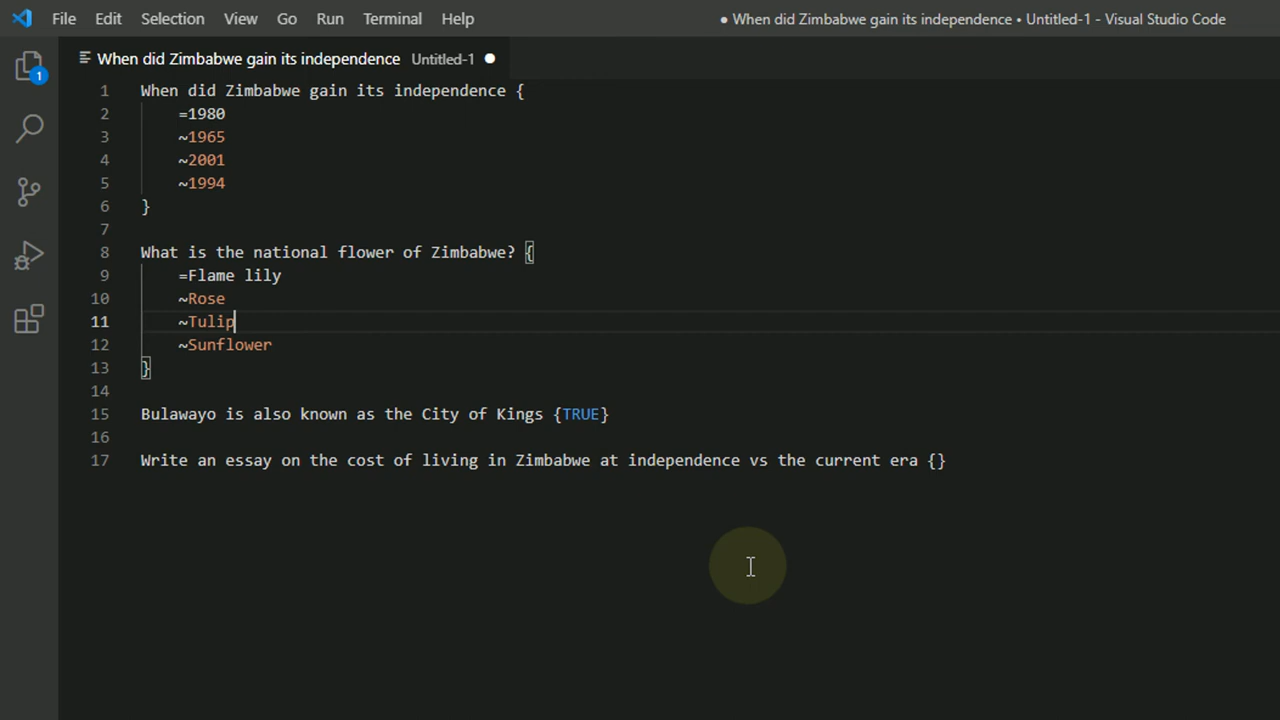 File Edit Selection View Go Run Terminal Help ● When did Zimbabwe gain its independence • Untitled-1 - Visual Studio Code
When did Zimbabwe gain its independence Untitled-1 ●
1
1 When did Zimbabwe gain its independence {
2 =1980
3 ~1965
4 ~2001
5 ~1994
6 }
7
8 What is the national flower of Zimbabwe? {
9 =Flame lily
10 ~Rose
11 ~Tulip
12 ~Sunflower
13 }
14
15 Bulawayo is also known as the City of Kings {TRUE}
16
17 Write an essay on the cost of living in Zimbabwe at independence vs the current era {}